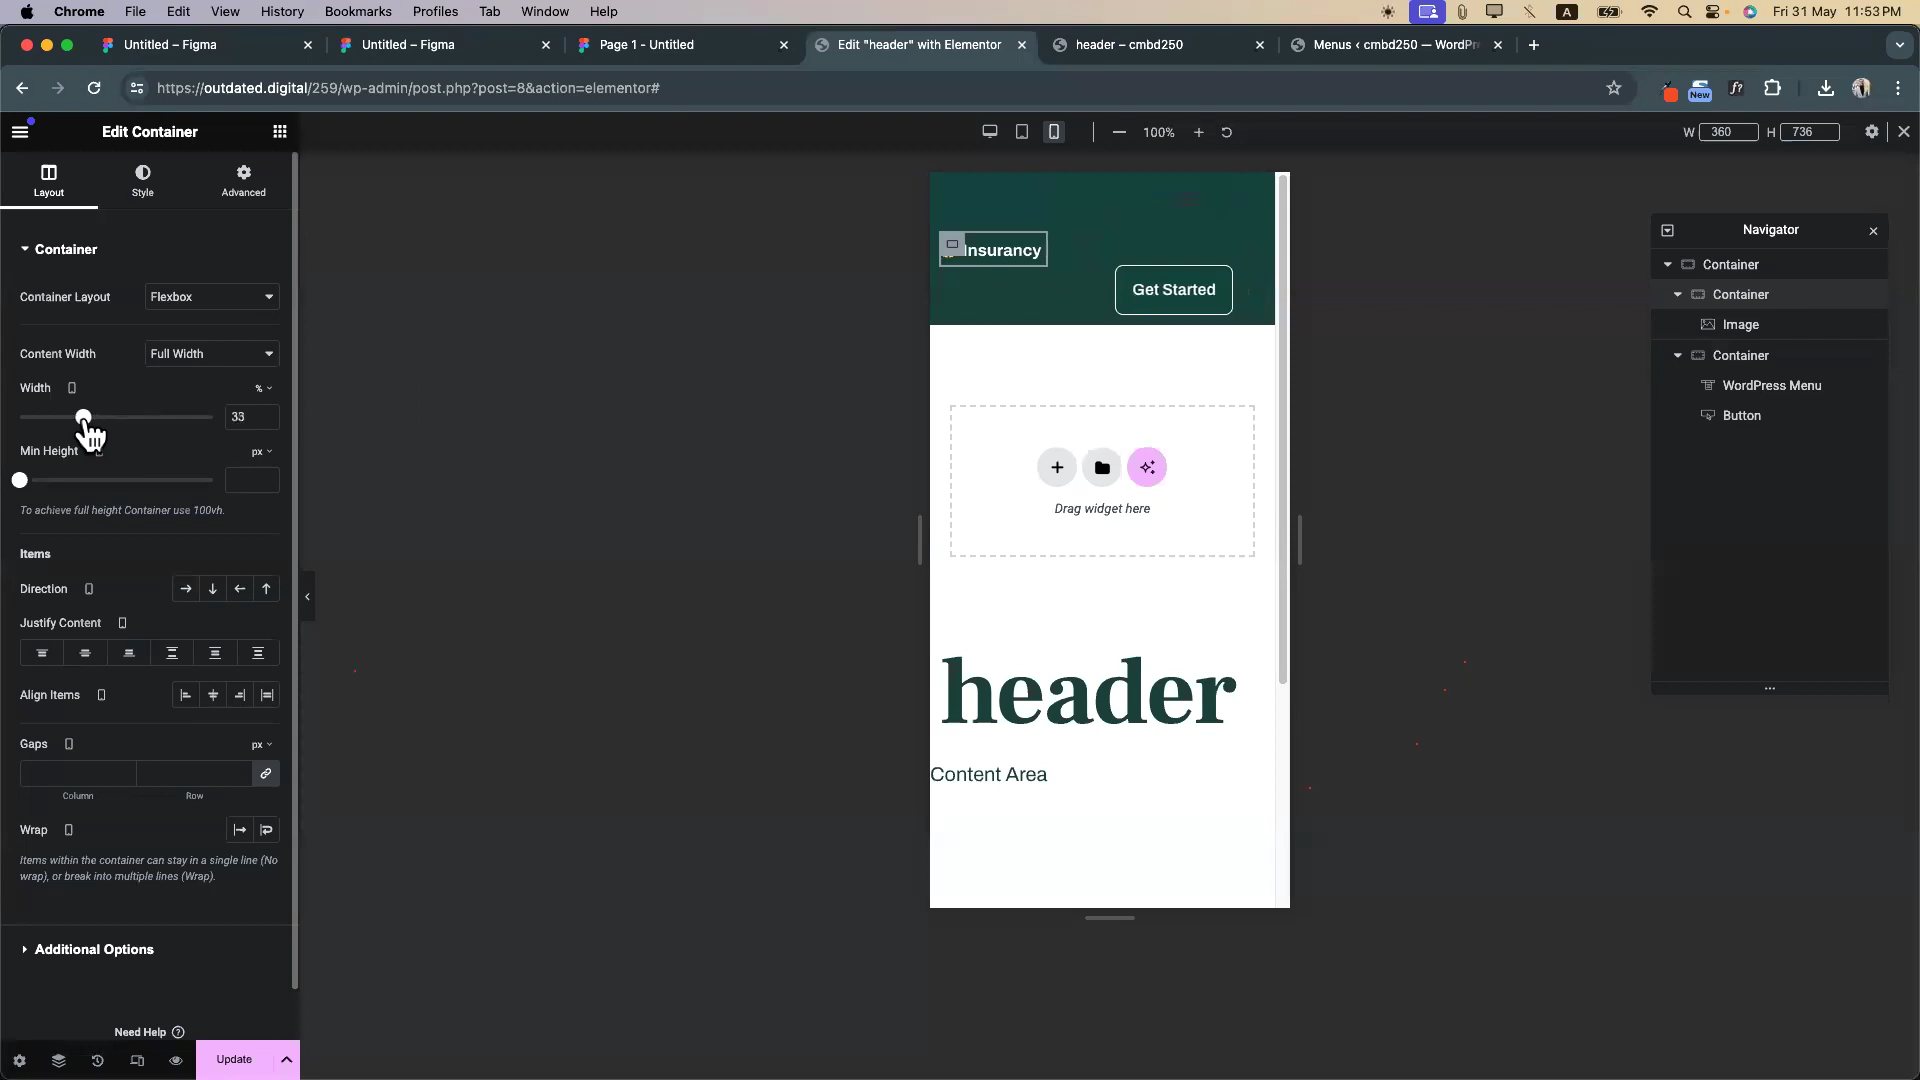 Chrome File Edit View History Bookmarks Profiles Tab Window Help
A
Fri 31 May 11:53 PM
Untitled – Figma
Untitled – Figma
Page 1 - Untitled
Edit "header" with Elementor
header – cmbd250
Menus ‹ cmbd250 — WordPr
https://outdated.digital/259/wp-admin/post.php?post=8&action=elementor#
New
f?
Edit Container
100%
W 360 H 736
Layout
Style
Advanced
Container
Container Layout
Flexbox
Content Width
Full Width
Width
%
33
Min Height
px
To achieve full height Container use 100vh.
Items
Direction
Justify Content
Align Items
Gaps
px
Column
Row
Wrap
Items within the container can stay in a single line (No
wrap), or break into multiple lines (Wrap).
Additional Options
Need Help
Update
Insurancy
Get Started
Drag widget here
header
Content Area
Navigator
Container
Container
Image
Container
WordPress Menu
Button